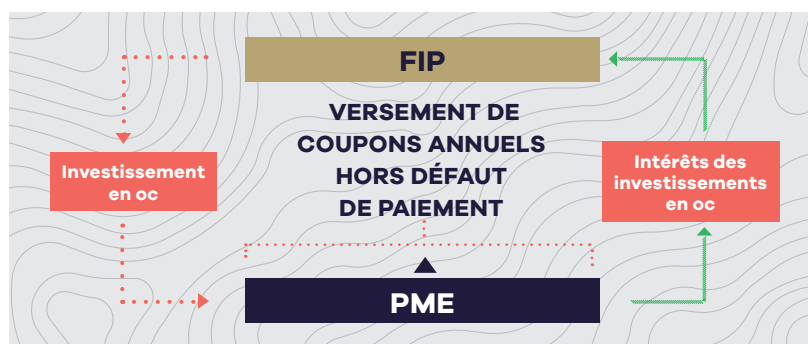 FIP
VERSEMENT DE
COUPONS ANNUELS
HORS DÉFAUT
DE PAIEMENT
Investissement
en oc
Intérêts des
investissements
en oc
PME